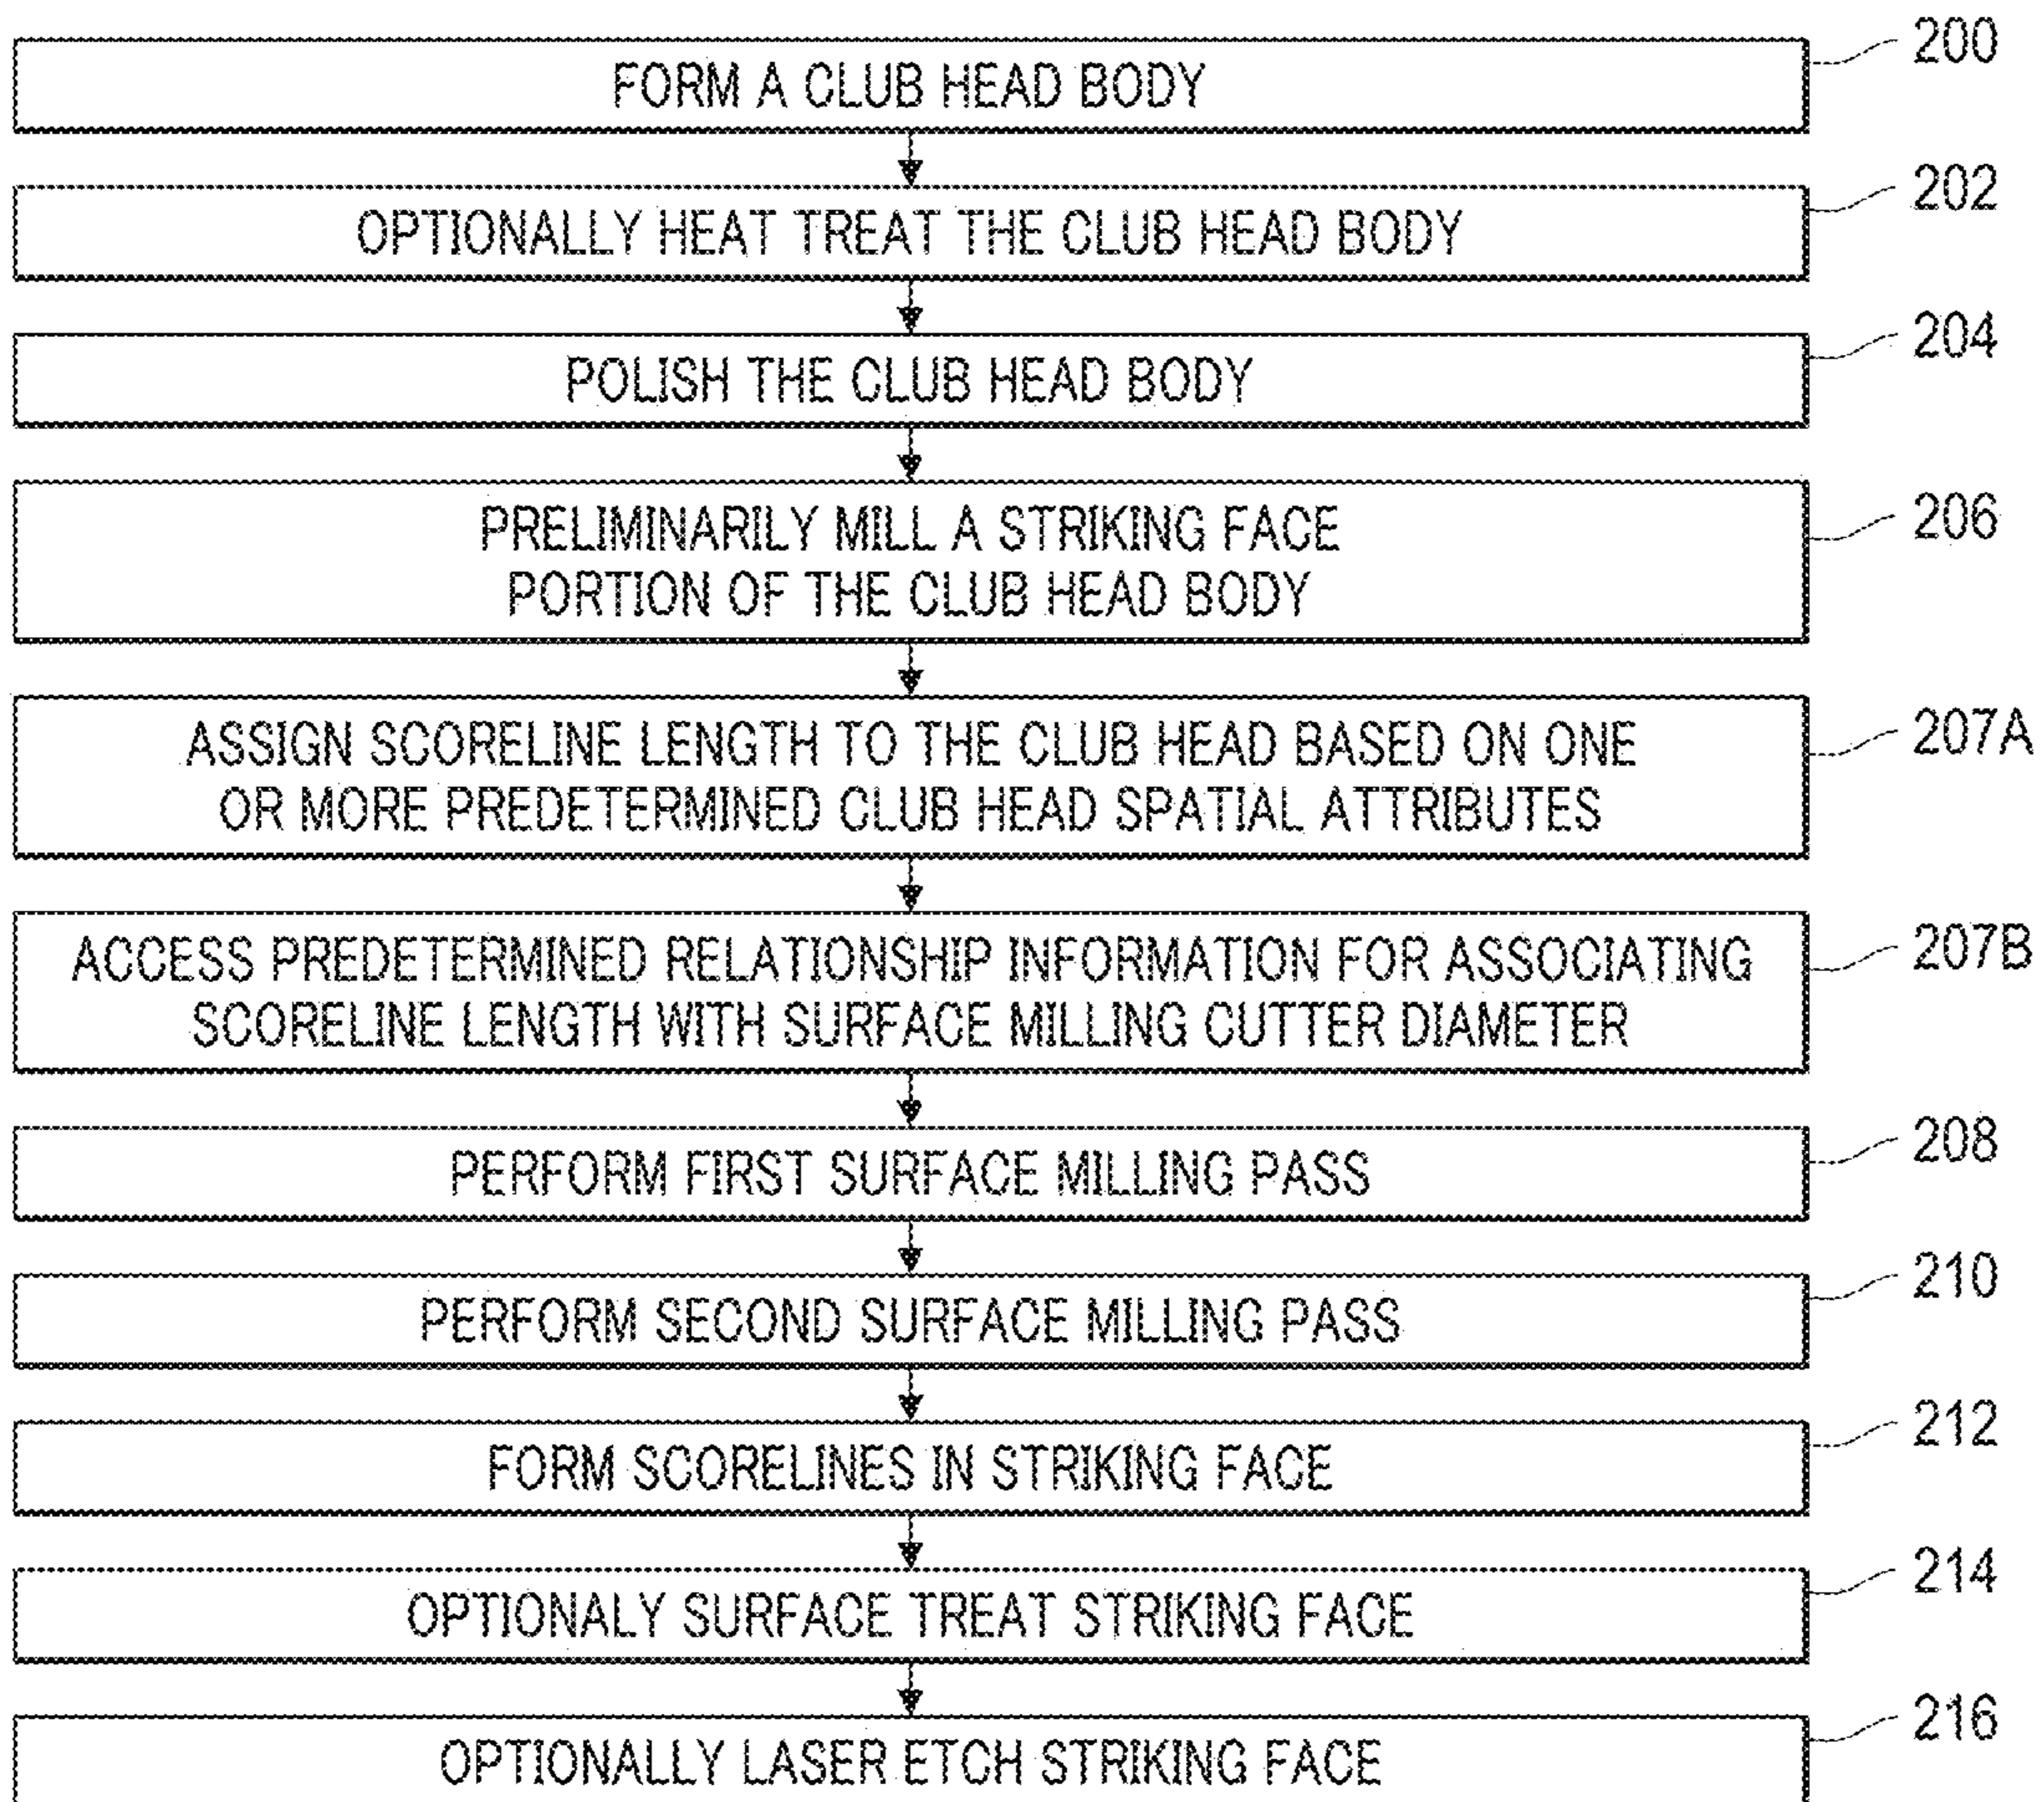 200
FORM A CLUB HEAD BODY
202
OPTIONALLY HEAT TREAT THE CLUB HEAD BODY
204
POLISH THE CLUB HEAD BODY
206
PRELIMINARILY MILL A STRIKING FACE
PORTION OF THE CLUB HEAD BODY
207A
ASSIGN SCORELINE LENGTH TO THE CLUB HEAD BASED ON ONE
OR MORE PREDETERMINED CLUB HEAD SPATIAL ATTRIBUTES
207B
ACCESS PREDETERMINED RELATIONSHIP INFORMATION FOR ASSOCIATING
SCORELINE LENGTH WITH SURFACE MILLING CUTTER DIAMETER
208
PERFORM FIRST SURFACE MILLING PASS
210
PERFORM SECOND SURFACE MILLING PASS
212
FORM SCORELINES IN STRIKING FACE
214
OPTIONALY SURFACE TREAT STRIKING FACE
216
OPTIONALLY LASER ETCH STRIKING FACE